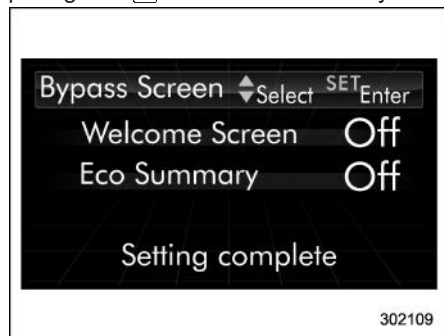 Bypass Screen Select SET Enter
Welcome Screen Off
Eco Summary Off
Setting complete
302109